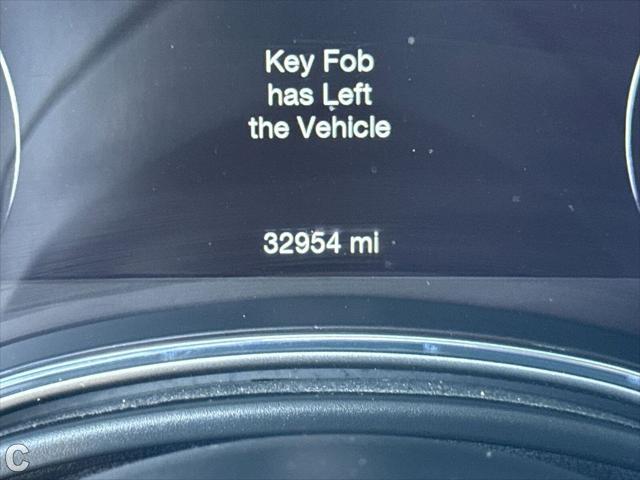 Key Fob
has Left
the Vehicle
32954 mi
C